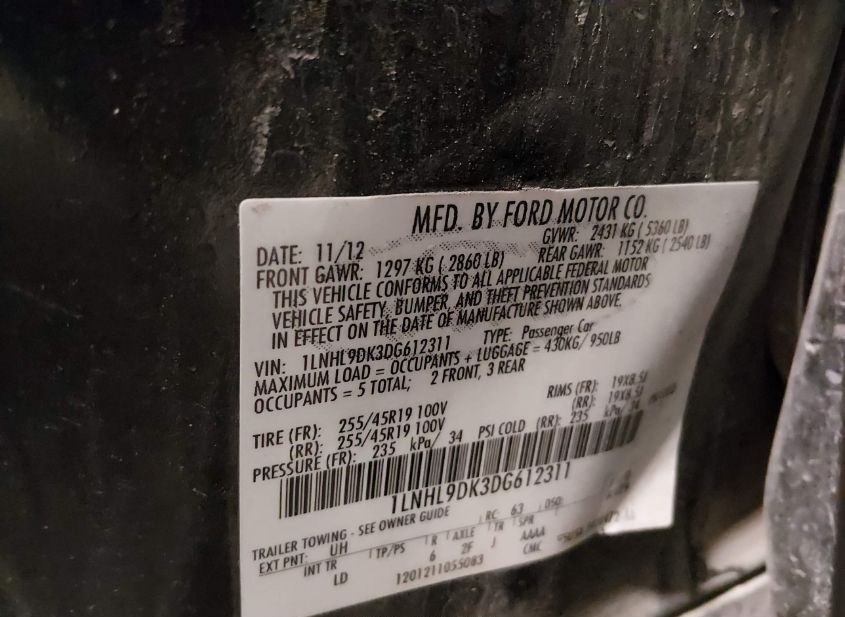 MFD. BY FORD MOTOR CO.
DATE: 11/12 GVWR: 2431 KG ( 5360 LB)
FRONT GAWR: 1297 KG ( 2860 LB) REAR GAWR: 1152 KG ( 2540 LB)
THIS VEHICLE CONFORMS TO ALL APPLICABLE FEDERAL MOTOR
VEHICLE SAFETY, BUMPER, AND THEFT PREVENTION STANDARDS
IN EFFECT ON THE DATE OF MANUFACTURE SHOWN ABOVE.
VIN: 1LNHL9DK3DG612311 TYPE: Passenger Car
MAXIMUM LOAD = OCCUPANTS + LUGGAGE = 430KG/ 950LB
OCCUPANTS = 5 TOTAL; 2 FRONT, 3 REAR
TIRE (FR): 255/45R19 100V RIMS (FR): 19X8.5J
(RR): 255/45R19 100V (RR): 19X8.5J
PRESSURE (FR): 235 kPa/ 34 PSI COLD (RR): 235 kPa/ 34
1LNHL9DK3DG612311
TRAILER TOWING - SEE OWNER GUIDE
EXT PNT: UH RC: 63 DSO:
INT TR TP/PS R AXLE TR SPR
LD 6 2F J AAAA
1201211055083 CMC